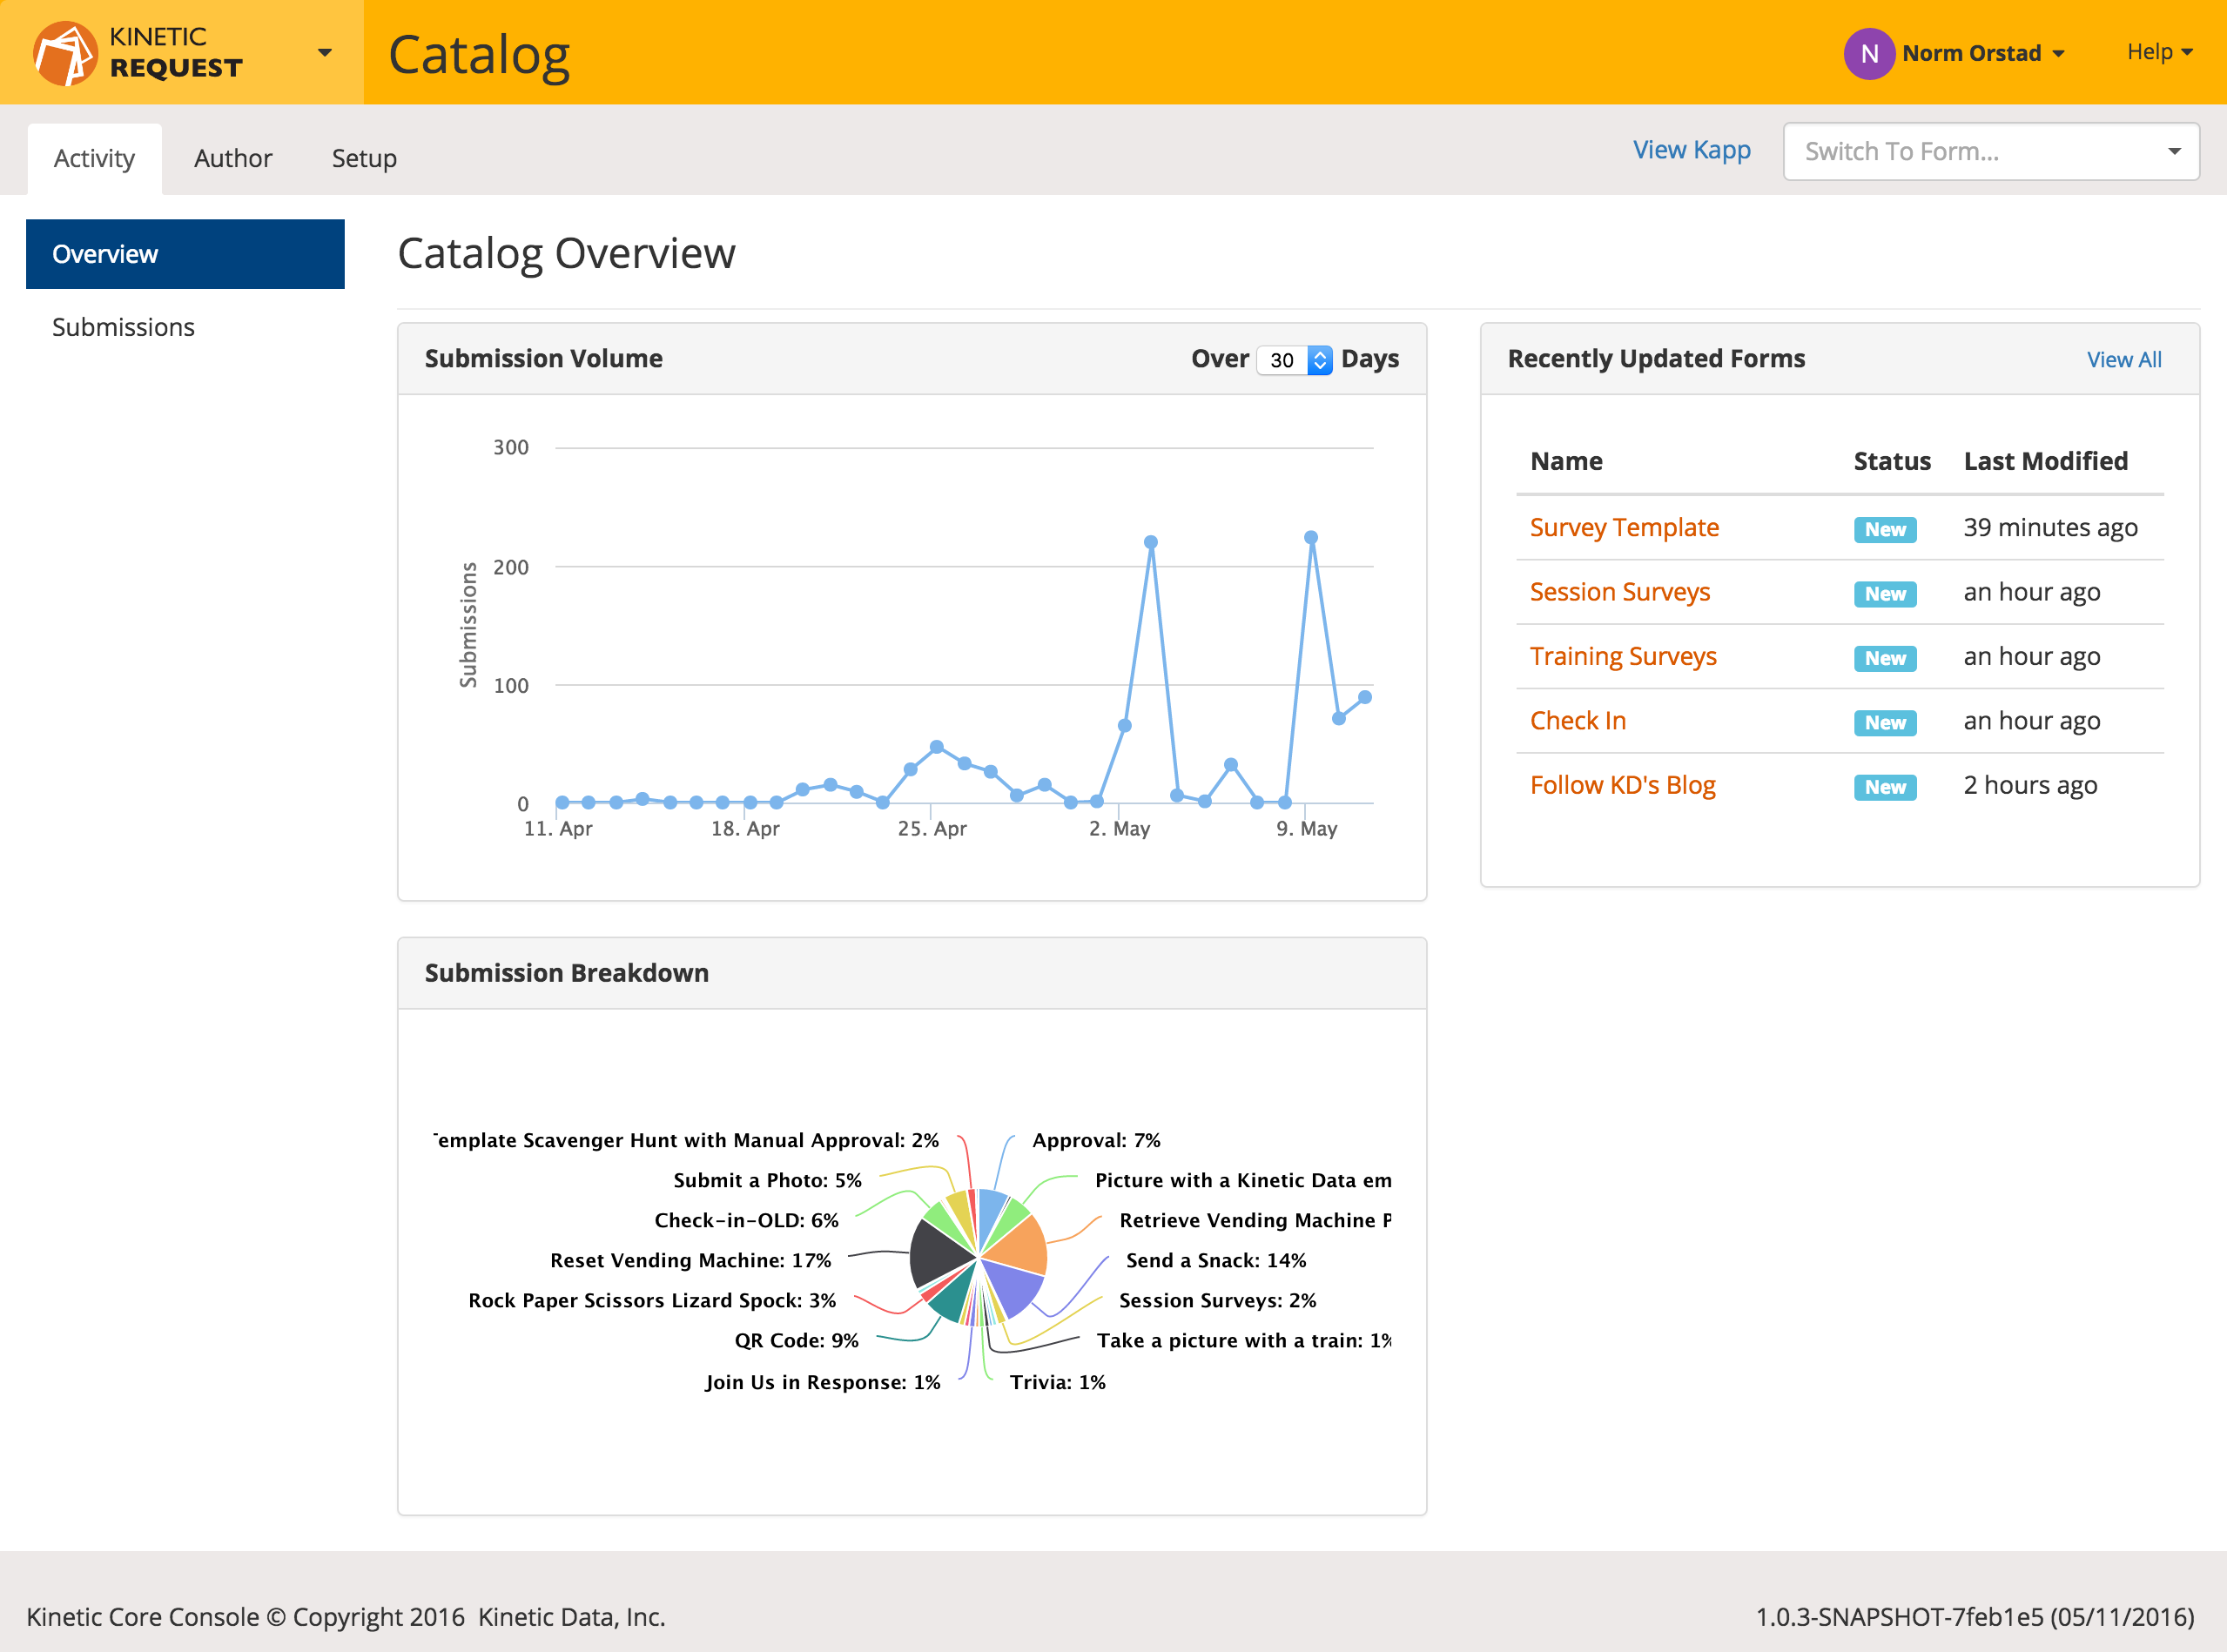 KINETIC
REQUEST
Catalog
N Norm Orstad
Help
Activity
Author
Setup
View Kapp
Switch To Form...
Overview
Submissions
Catalog Overview
Submission Volume
Over 30 Days
300
200
100
0
Submissions
11. Apr
18. Apr
25. Apr
2. May
9. May
Recently Updated Forms
View All
Name Status Last Modified
Survey Template New 39 minutes ago
Session Surveys New an hour ago
Training Surveys New an hour ago
Check In New an hour ago
Follow KD's Blog New 2 hours ago
Submission Breakdown
emplate Scavenger Hunt with Manual Approval: 2%
Approval: 7%
Submit a Photo: 5%
Picture with a Kinetic Data em
Check-in-OLD: 6%
Retrieve Vending Machine P
Reset Vending Machine: 17%
Send a Snack: 14%
Rock Paper Scissors Lizard Spock: 3%
Session Surveys: 2%
QR Code: 9%
Take a picture with a train: 1%
Join Us in Response: 1%
Trivia: 1%
Kinetic Core Console © Copyright 2016 Kinetic Data, Inc.
1.0.3-SNAPSHOT-7feb1e5 (05/11/2016)